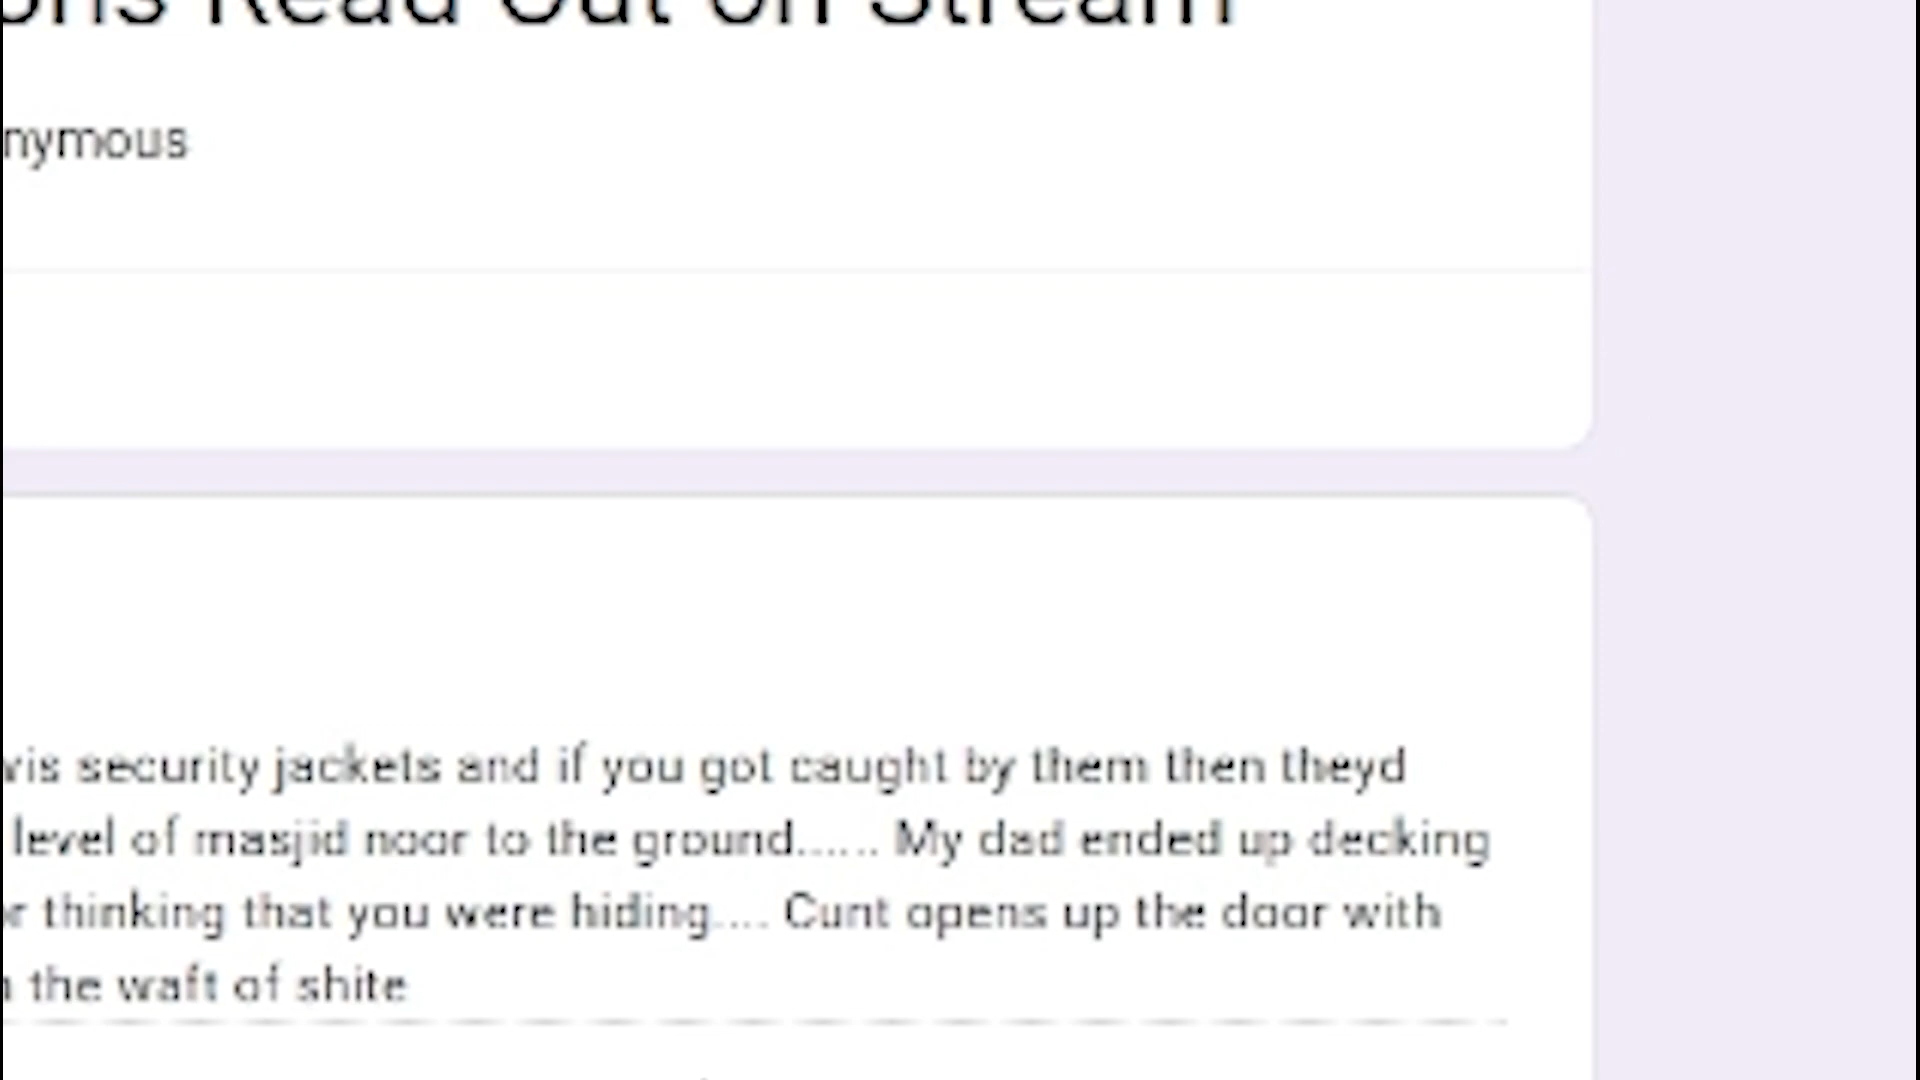 ons Read Out on Stream
nymous
vis security jackets and if you got caught by them then theyd
level of masjid noor to the ground...... My dad ended up decking
or thinking that you were hiding.... Cunt opens up the door with
the waft of shite